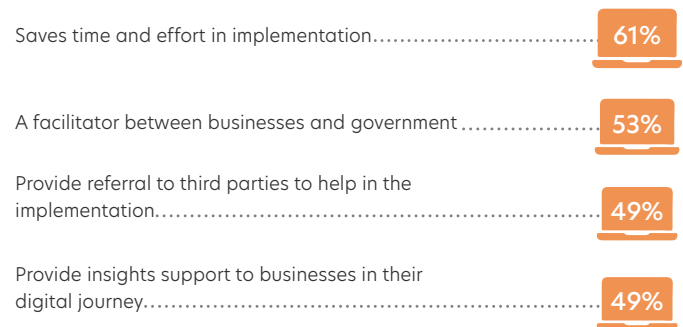 Saves time and effort in implementation 61%
A facilitator between businesses and government 53%
Provide referral to third parties to help in the
implementation 49%
Provide insights support to businesses in their
digital journey 49%